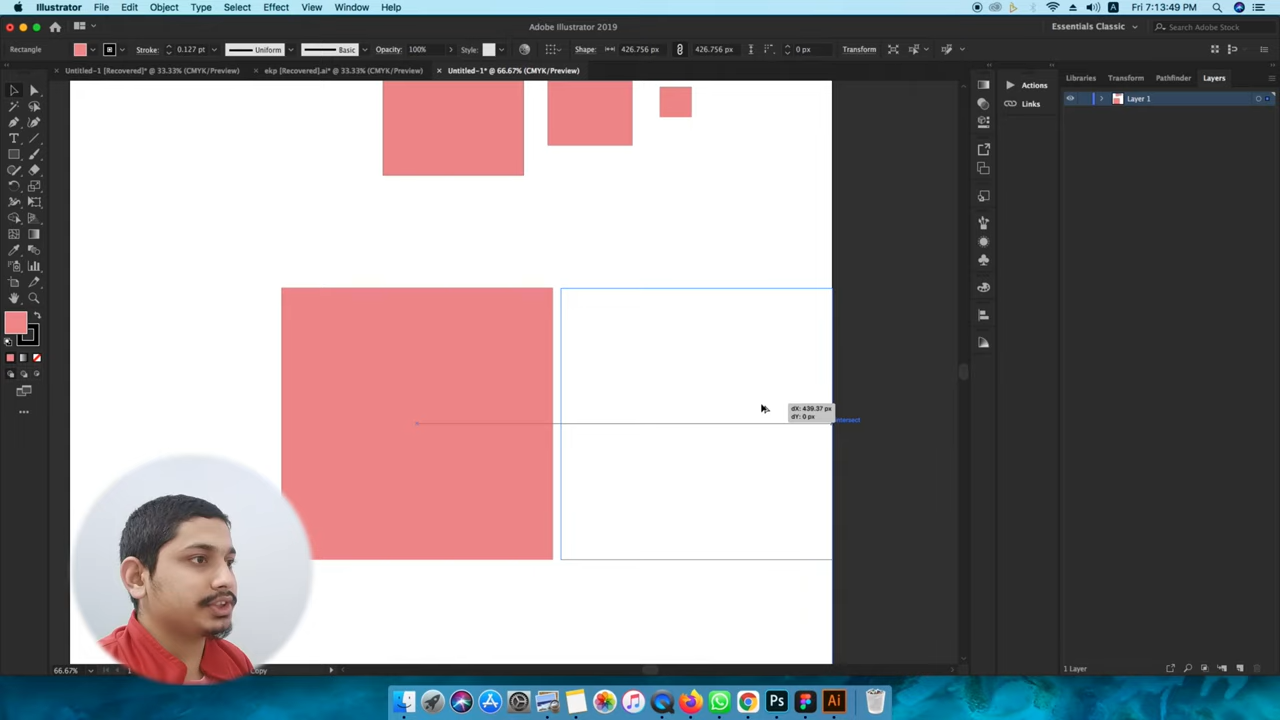 Illustrator File Edit Object Type Select Effect View Window Help Fri 7:13:49 PM
Adobe Illustrator 2019 Essentials Classic Search Adobe Stock
Rectangle Stroke: 0.127 pt Uniform Basic Opacity: 100% Style: Shape: 426.756 px 426.756 px 0 px Transform
Untitled-1 [Recovered]* @ 33.33% (CMYK/Preview) ekp [Recovered].ai* @ 33.33% (CMYK/Preview) Untitled-1* @ 66.67% (CMYK/Preview)
Libraries Transform Pathfinder Layers
Actions
Links
Layer 1
dX: 439.37 px
dY: 0 px
intersect
66.67% 1 Copy
1 Layer
Ps Ai